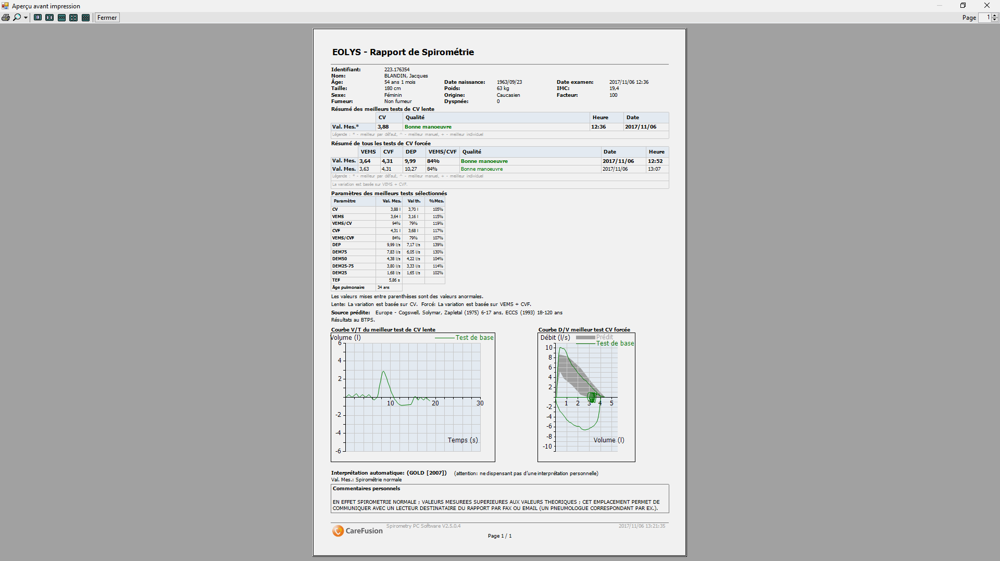 Aperçu avant impression
Fermer
Page 1
EOLYS - Rapport de Spirométrie
Identifiant: 223.176354
Nom: BLANDIN, Jacques
Âge: 54 ans 1 mois Date naissance: 1963/09/23 Date examen: 2017/11/06 12:36
Taille: 180 cm Poids: 63 kg IMC: 19,4
Sexe: Féminin Origine: Caucasien Facteur: 100
Fumeur: Non fumeur Dyspnée: 0
Résumé des meilleurs tests de CV lente
CV Qualité Heure Date
Val. Mes.* 3,88 Bonne manoeuvre 12:36 2017/11/06
Légende : * - meilleur par défaut, ^ - meilleur manuel, + - meilleur individuel
Résumé de tous les tests de CV forcée
VEMS CVF DEP VEMS/CVF Qualité Date Heure
Val. Mes. 3,64 4,31 9,99 84% Bonne manoeuvre 2017/11/06 12:52
Val. Mes. 3,63 4,31 10,27 84% Bonne manoeuvre 2017/11/06 13:07
Légende : * - meilleur par défaut, ^ - meilleur manuel, + - meilleur individuel
La variation est basée sur VEMS + CVF.
Paramètres des meilleurs tests sélectionnés
Paramètre Val. Mes. Val th. %Mes.
CV 3,88 l 3,70 l 105%
VEMS 3,64 l 3,16 l 115%
VEMS/CV 94% 79% 119%
CVF 4,31 l 3,68 l 117%
VEMS/CVF 84% 79% 107%
DEP 9,99 l/s 7,17 l/s 139%
DEM75 7,83 l/s 6,05 l/s 130%
DEM50 4,38 l/s 4,22 l/s 104%
DEM25-75 3,80 l/s 3,33 l/s 114%
DEM25 1,68 l/s 1,65 l/s 102%
TEF 5,86 s
Âge pulmonaire 34 ans
Les valeurs mises entre parenthèses sont des valeurs anormales.
Lente: La variation est basée sur CV. Forcé: La variation est basée sur VEMS + CVF.
Source prédite: Europe - Cogswell, Solymar, Zapletal (1975) 6-17 ans, ECCS (1993) 18-120 ans
Résultats au BTPS.
Courbe V/T du meilleur test de CV lente
Volume (l) Test de base
6
4
2
10 20 30
-2
-4
Temps (s)
-6
Courbe D/V meilleur test CV forcée
Débit (l/s) Prédit
Test de base
10
8
6
4
2
1 2 3 4 5
-2
-4
-6
-8
Volume (l)
-10
Interprétation automatique: (GOLD [2007]) (attention: ne dispensant pas d'une interprétation personnelle)
Val. Mes.: Spirométrie normale
Commentaires personnels
EN EFFET SPIROMETRIE NORMALE ; VALEURS MESUREES SUPERIEURES AUX VALEURS THEORIQUES ; CET EMPLACEMENT PERMET DE
COMMUNIQUER AVEC UN LECTEUR DESTINATAIRE DU RAPPORT PAR FAX OU EMAIL (UN PNEUMOLOGUE CORRESPONDANT PAR EX.).
CareFusion Spirometry PC Software V2.5.0.4 2017/11/06 13:21:35
Page 1 / 1